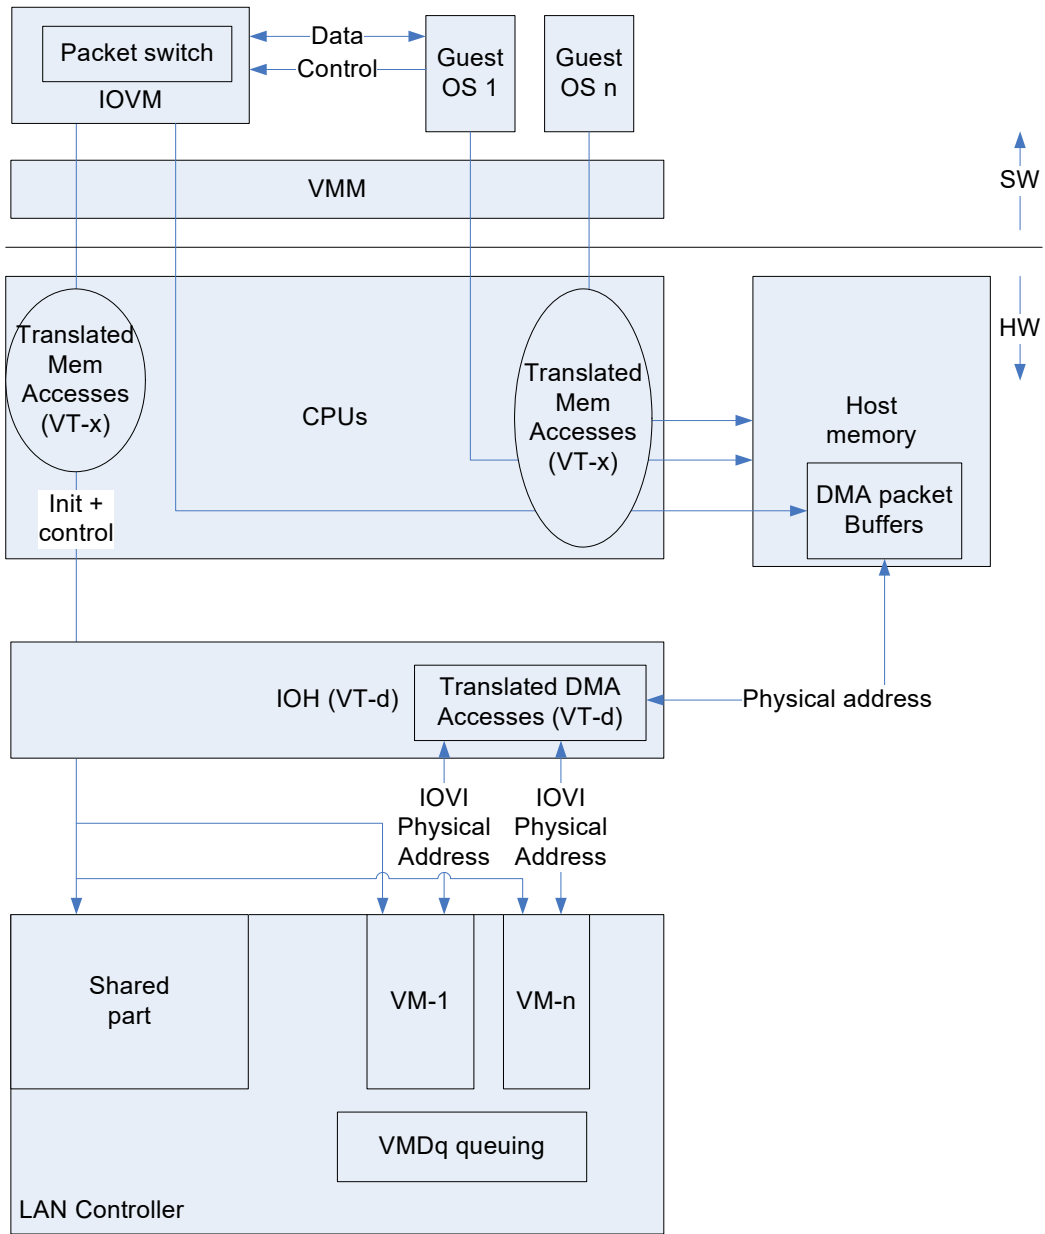 Packet switch
IOVM
Data
Control
Guest
OS 1
Guest
OS n
VMM
SW
HW
Translated
Mem
Accesses
(VT-x)
CPUs
Translated
Mem
Accesses
(VT-x)
Host
memory
DMA packet
Buffers
Init +
control
IOH (VT-d)
Translated DMA
Accesses (VT-d)
Physical address
IOVI
Physical
Address
IOVI
Physical
Address
Shared
part
VM-1
VM-n
VMDq queuing
LAN Controller